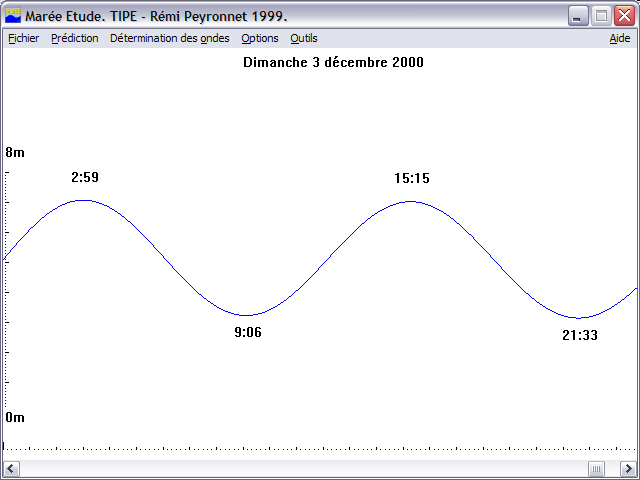 Marée Etude. TIPE - Rémi Peyronnet 1999.
Fichier Prédiction Détermination des ondes Options Outils Aide
Dimanche 3 décembre 2000
8m
2:59 15:15
9:06 21:33
0m